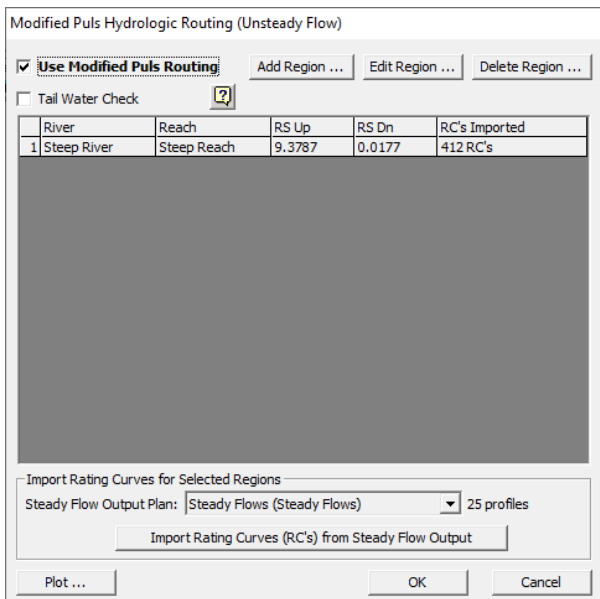 Modified Puls Hydrologic Routing (Unsteady Flow)
Use Modified Puls Routing Add Region ... Edit Region ... Delete Region ...
Tail Water Check ?
River Reach RS Up RS Dn RC's Imported
1 Steep River Steep Reach 9.3787 0.0177 412 RC's
Import Rating Curves for Selected Regions
Steady Flow Output Plan: Steady Flows (Steady Flows) 25 profiles
Import Rating Curves (RC's) from Steady Flow Output
Plot ... OK Cancel